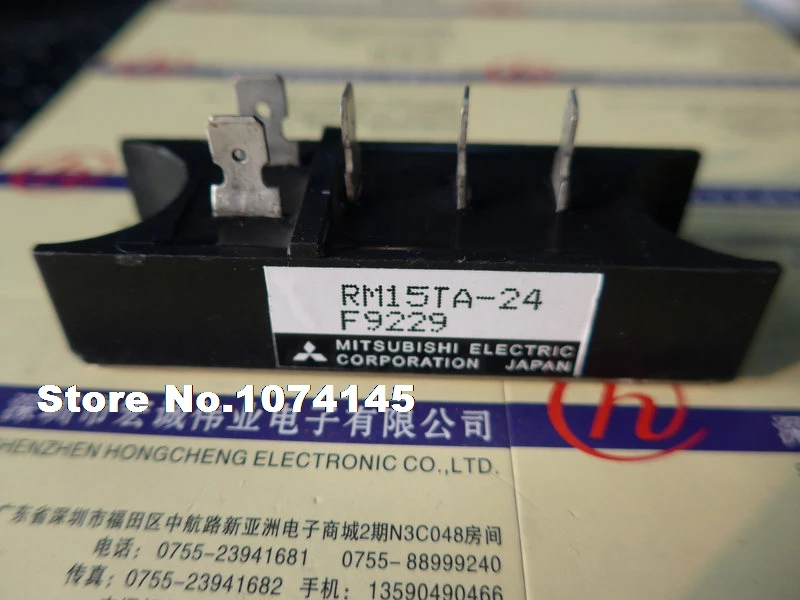 RM15TA-24
F9229
MITSUBISHI ELECTRIC
CORPORATION JAPAN
Store No.1074145
深圳市宏诚伟业电子有限公司
SHENZHEN HONGCHENG ELECTRONIC CO.,LTD.
广东省深圳市福田区中航路新亚洲电子商城2期N3C048房间
电话：0755-23941681 0755-88999240
传真：0755-23941682 手机：13590490466